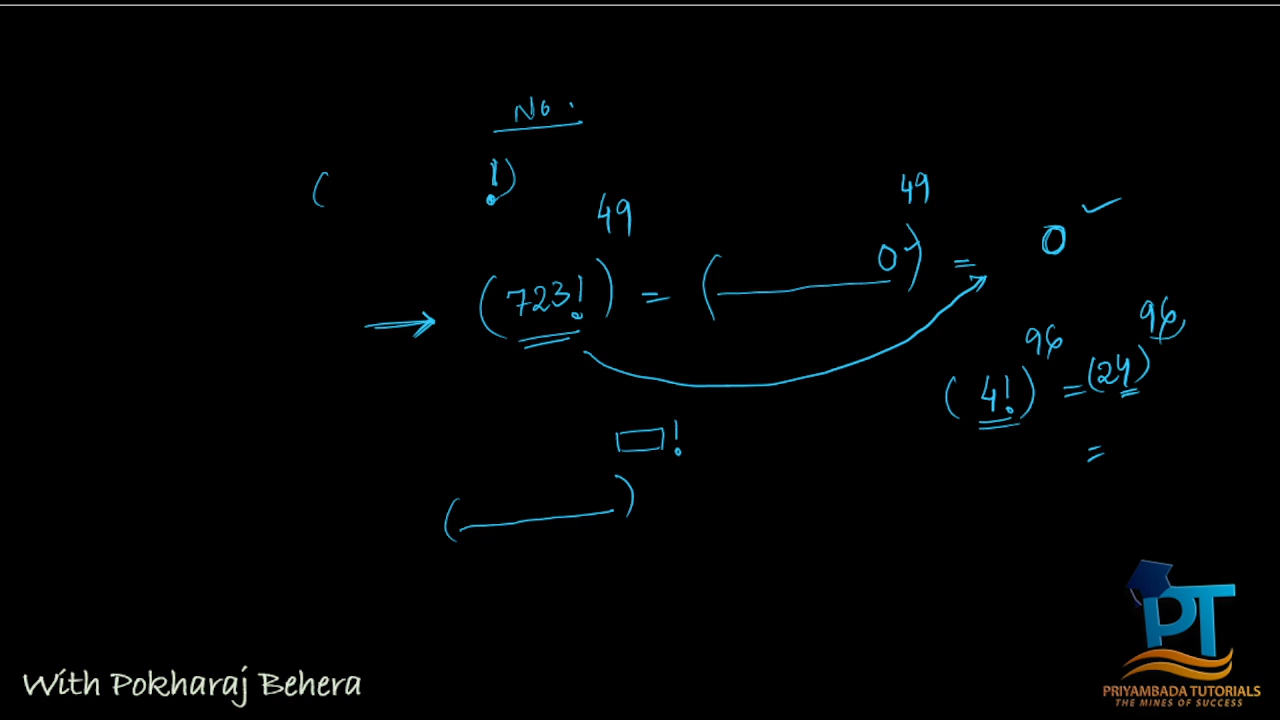 No.
( !)
(723!)^49 = ( 0)^49 = 0
(4!)^96 = (24)^96
=
□!
( )
With Pokharaj Behera
PT
PRIYAMBADA TUTORIALS
THE MINES OF SUCCESS